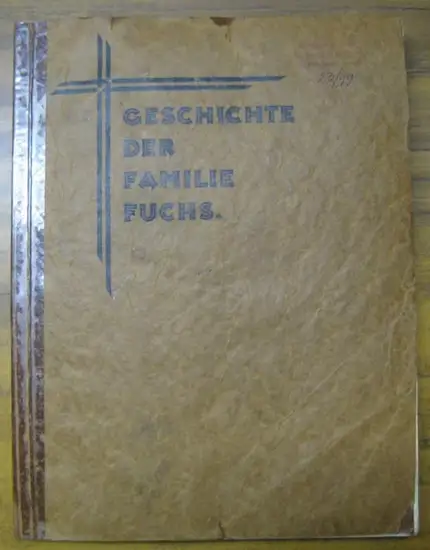 GESCHICHTE
DER
FAMILIE
FUCHS.